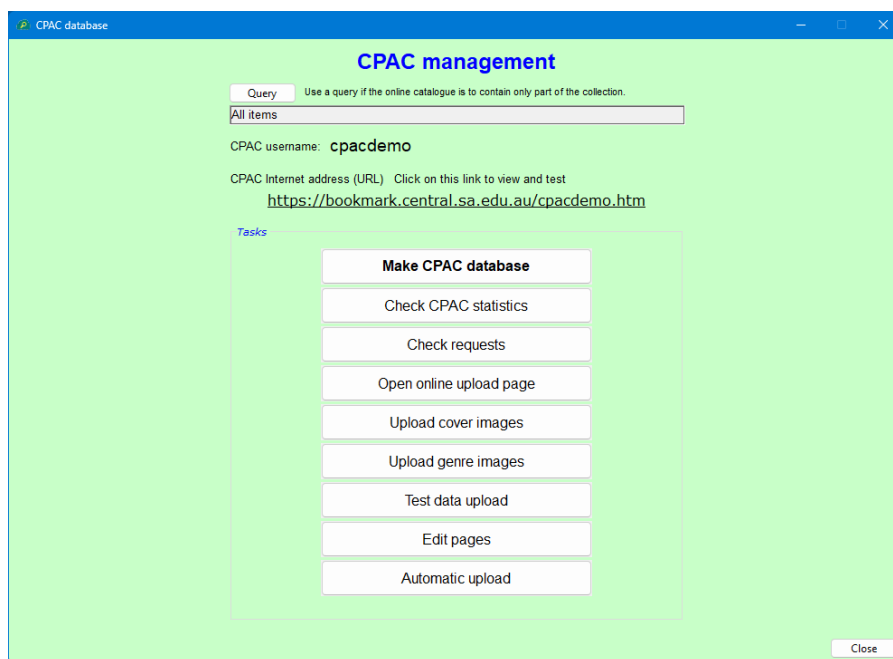 CPAC database
CPAC management
Query Use a query if the online catalogue is to contain only part of the collection.
All items
CPAC username: cpacdemo
CPAC Internet address (URL) Click on this link to view and test
https://bookmark.central.sa.edu.au/cpacdemo.htm
Tasks
Make CPAC database
Check CPAC statistics
Check requests
Open online upload page
Upload cover images
Upload genre images
Test data upload
Edit pages
Automatic upload
Close